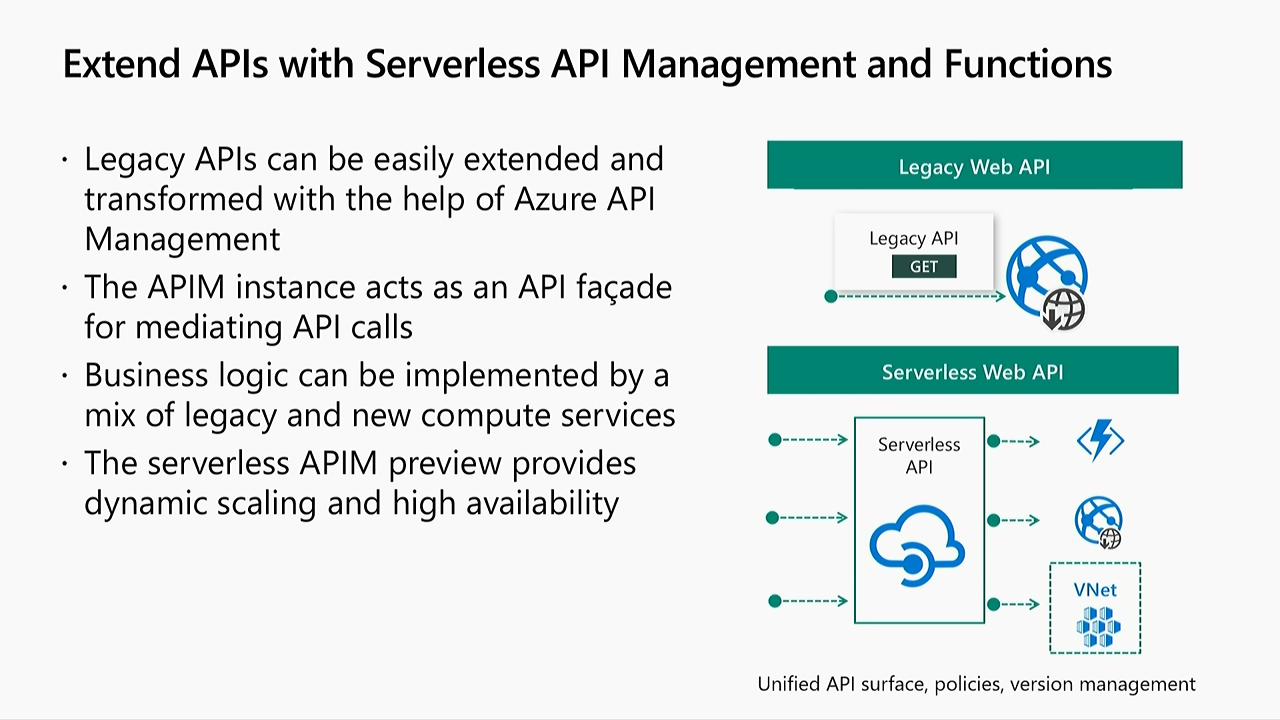 Extend APIs with Serverless API Management and Functions
· Legacy APIs can be easily extended and
transformed with the help of Azure API
Management
· The APIM instance acts as an API façade
for mediating API calls
· Business logic can be implemented by a
mix of legacy and new compute services
· The serverless APIM preview provides
dynamic scaling and high availability
Legacy Web API
Legacy API
GET
Serverless Web API
Serverless
API
VNet
Unified API surface, policies, version management